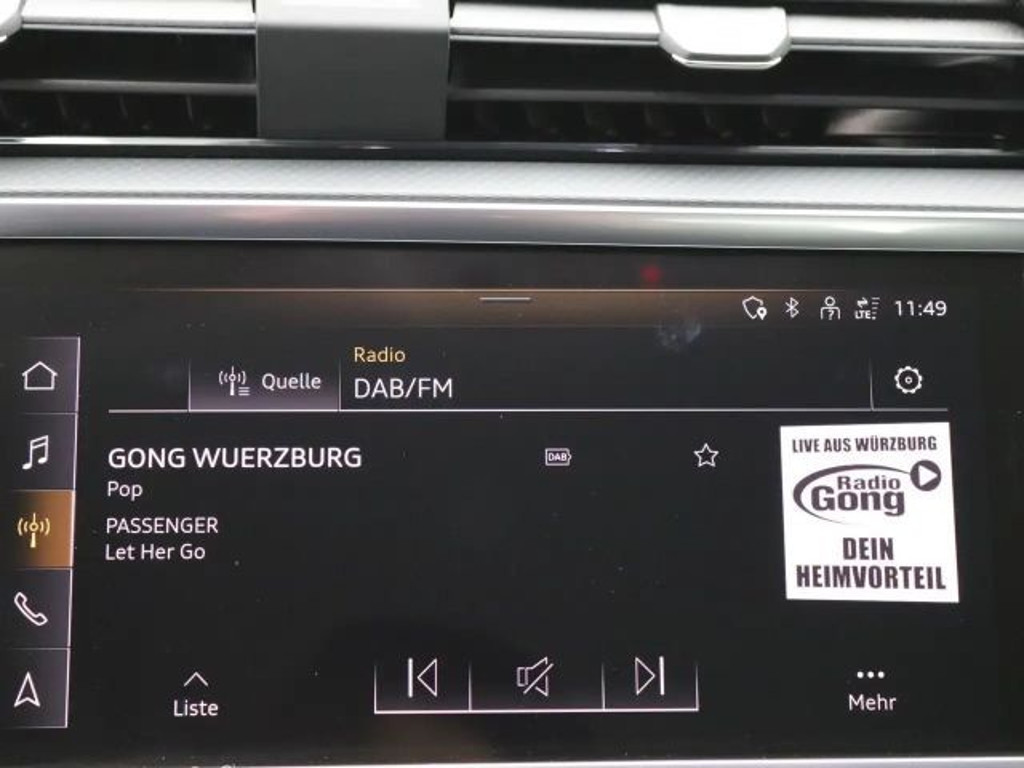 LTE
11:49
Radio
Quelle
DAB/FM
GONG WUERZBURG
DAB
Pop
PASSENGER
Let Her Go
LIVE AUS WÜRZBURG
Radio
Gong
DEIN
HEIMVORTEIL
Liste
Mehr